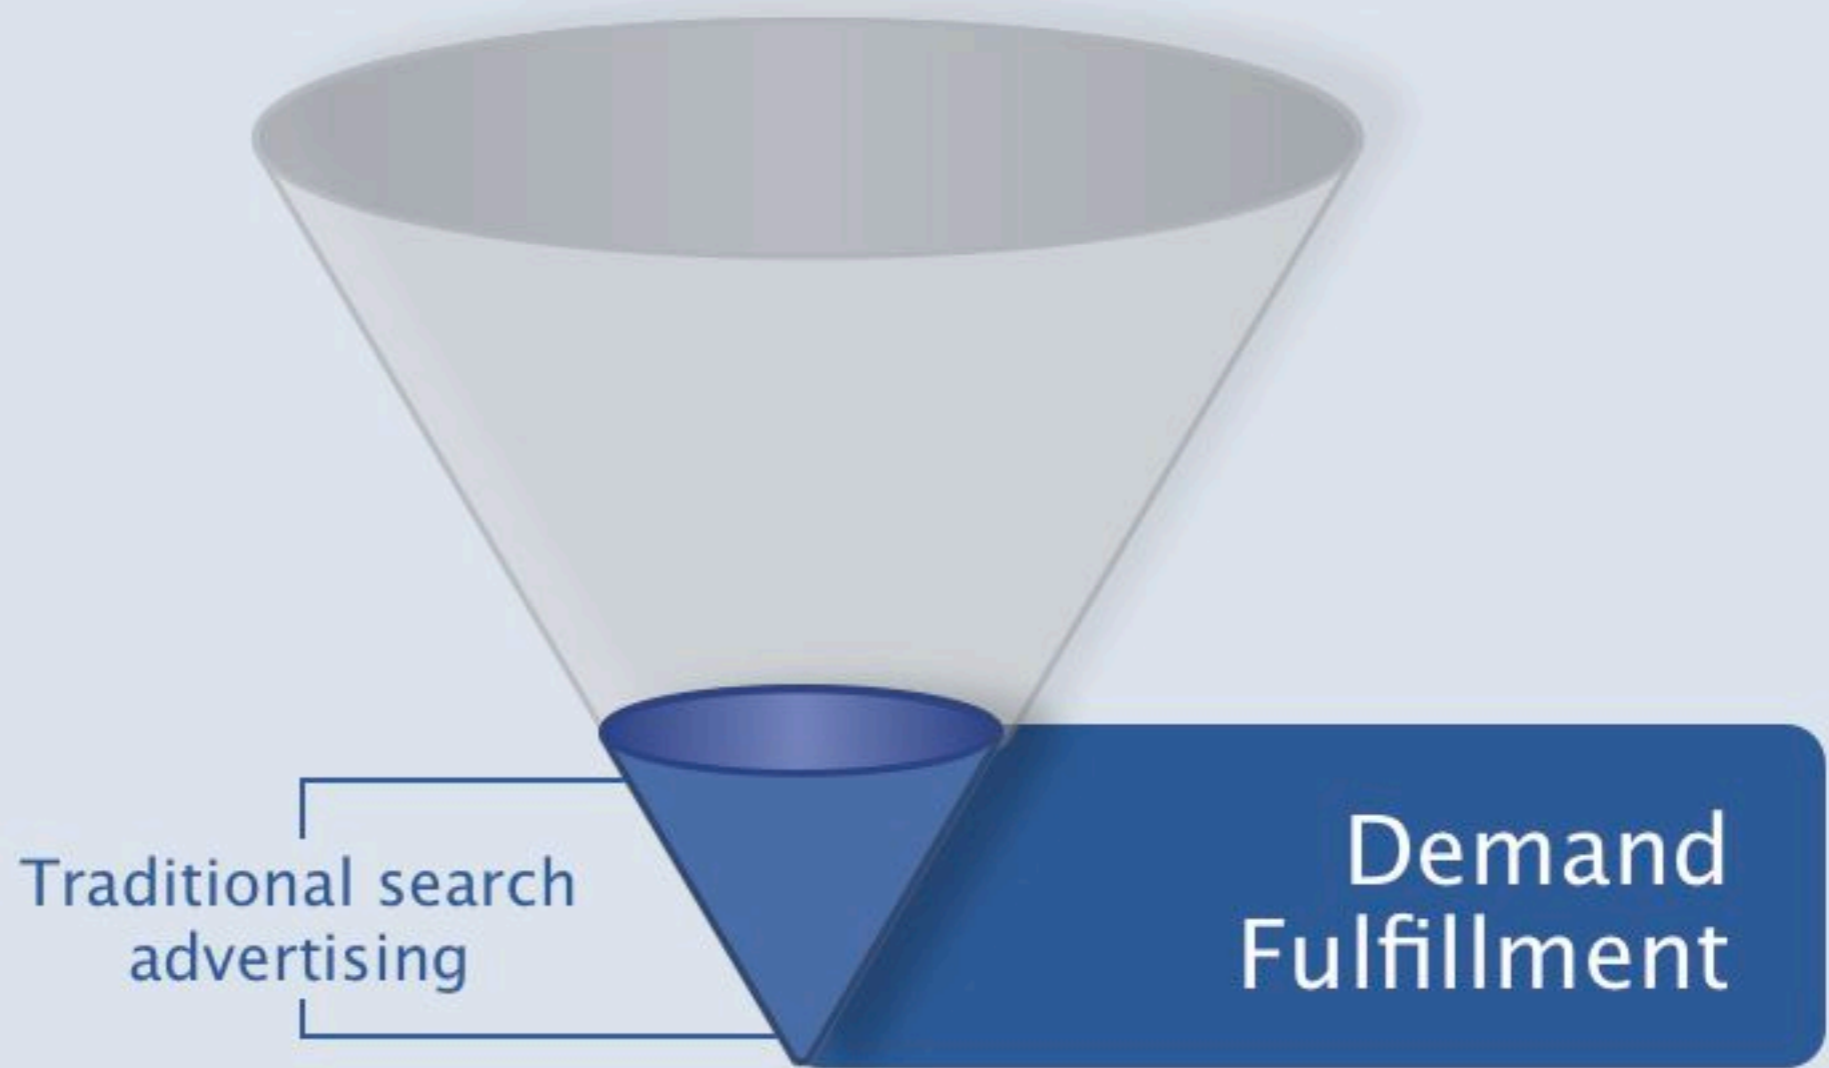 Traditional search
advertising
Demand
Fulfillment